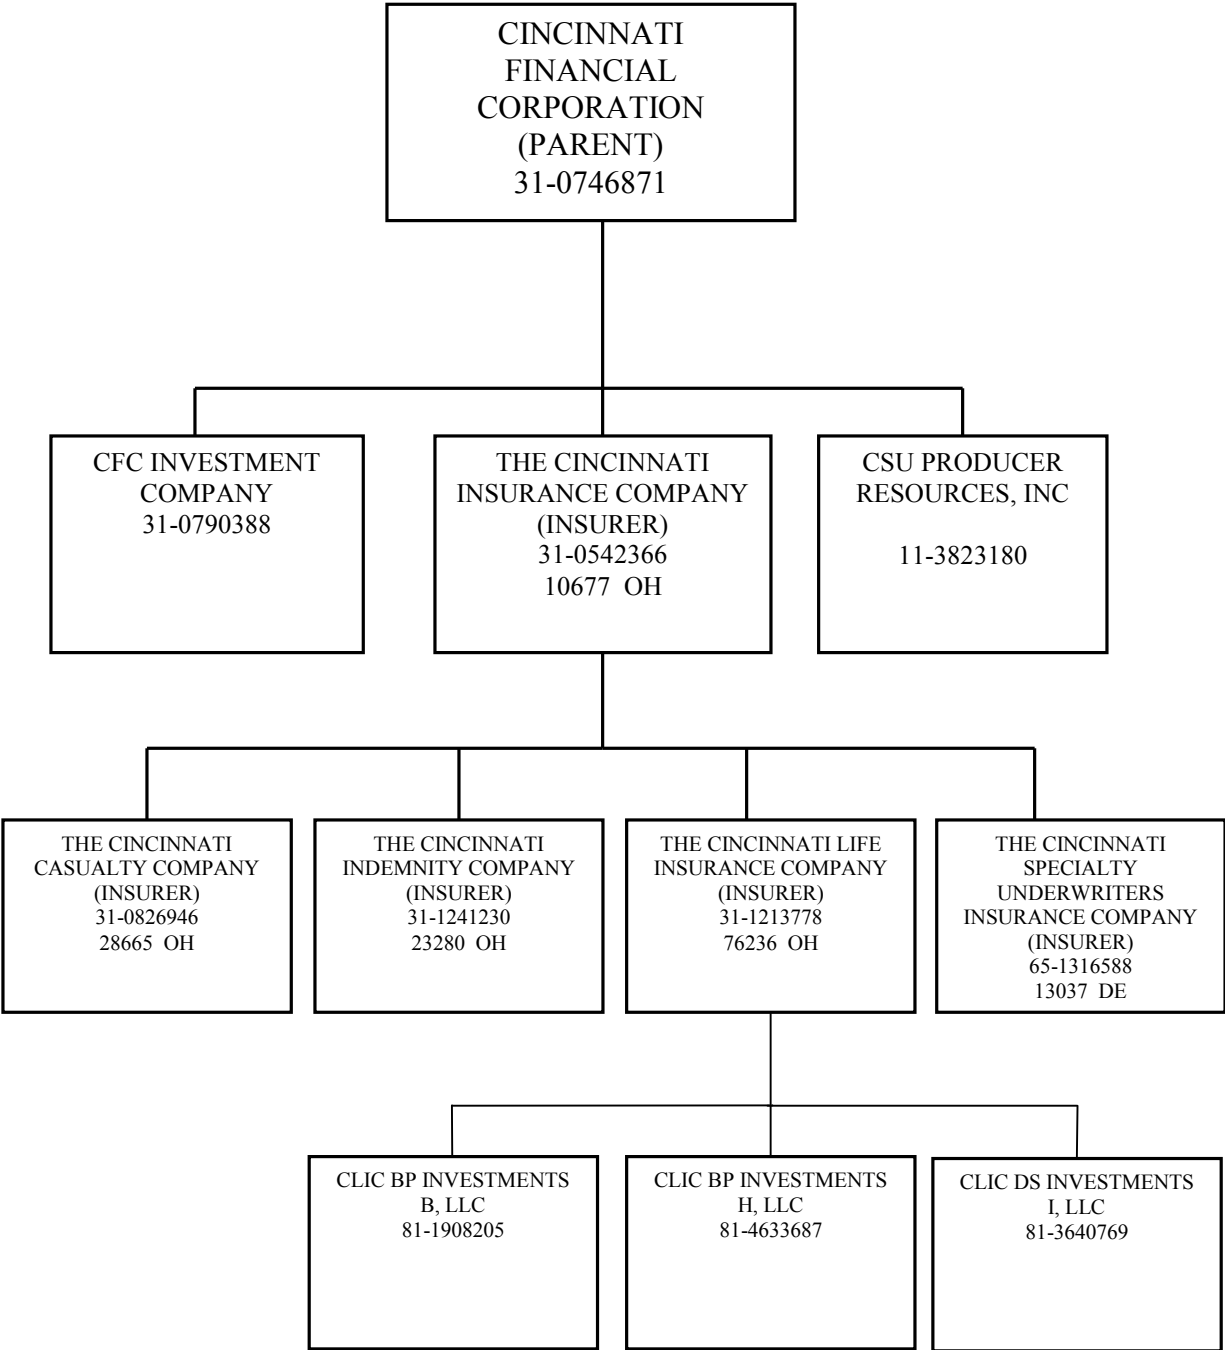 CINCINNATI
FINANCIAL
CORPORATION
(PARENT)
31-0746871
CFC INVESTMENT
COMPANY
31-0790388
THE CINCINNATI
INSURANCE COMPANY
(INSURER)
31-0542366
10677 OH
CSU PRODUCER
RESOURCES, INC
11-3823180
THE CINCINNATI
CASUALTY COMPANY
(INSURER)
31-0826946
28665 OH
THE CINCINNATI
INDEMNITY COMPANY
(INSURER)
31-1241230
23280 OH
THE CINCINNATI LIFE
INSURANCE COMPANY
(INSURER)
31-1213778
76236 OH
THE CINCINNATI
SPECIALTY
UNDERWRITERS
INSURANCE COMPANY
(INSURER)
65-1316588
13037 DE
CLIC BP INVESTMENTS
B, LLC
81-1908205
CLIC BP INVESTMENTS
H, LLC
81-4633687
CLIC DS INVESTMENTS
I, LLC
81-3640769